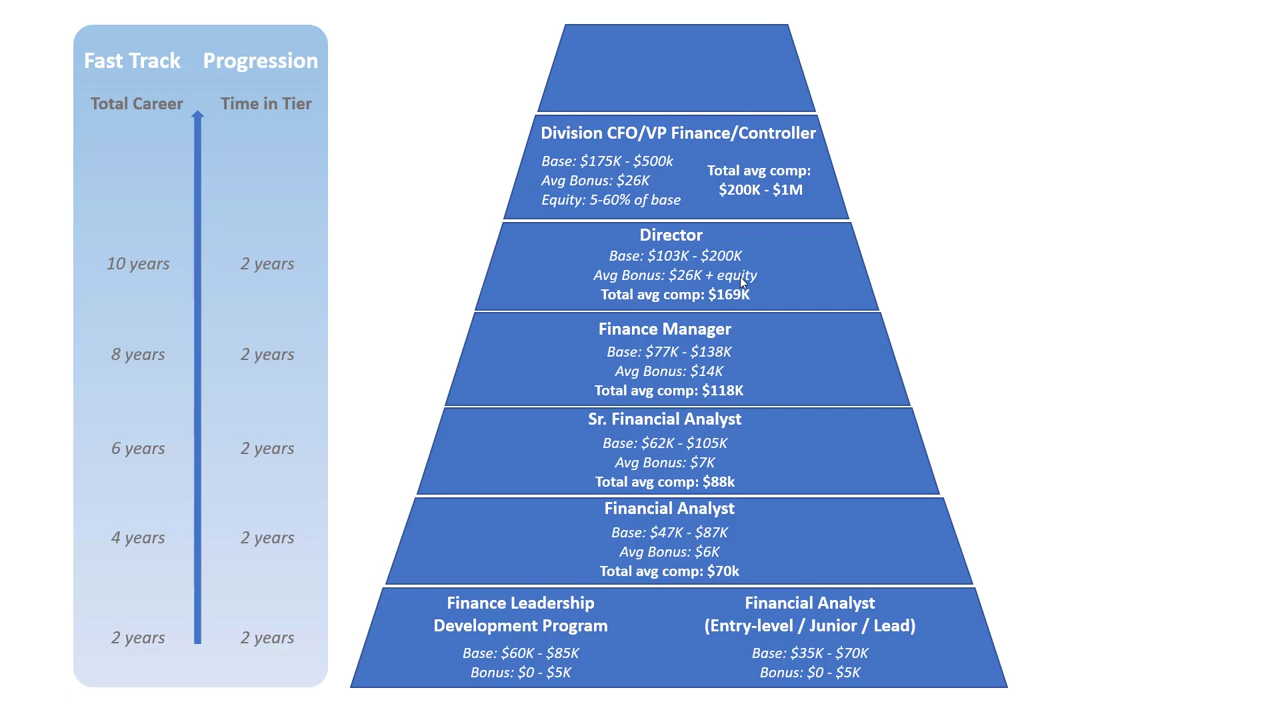 Fast Track Progression
Total Career Time in Tier
10 years 2 years
8 years 2 years
6 years 2 years
4 years 2 years
2 years 2 years
Division CFO/VP Finance/Controller
Base: $175K - $500k
Avg Bonus: $26K
Equity: 5-60% of base
Total avg comp:
$200K - $1M
Director
Base: $103K - $200K
Avg Bonus: $26K + equity
Total avg comp: $169K
Finance Manager
Base: $77K - $138K
Avg Bonus: $14K
Total avg comp: $118K
Sr. Financial Analyst
Base: $62K - $105K
Avg Bonus: $7K
Total avg comp: $88k
Financial Analyst
Base: $47K - $87K
Avg Bonus: $6K
Total avg comp: $70k
Finance Leadership
Development Program
Base: $60K - $85K
Bonus: $0 - $5K
Financial Analyst
(Entry-level / Junior / Lead)
Base: $35K - $70K
Bonus: $0 - $5K